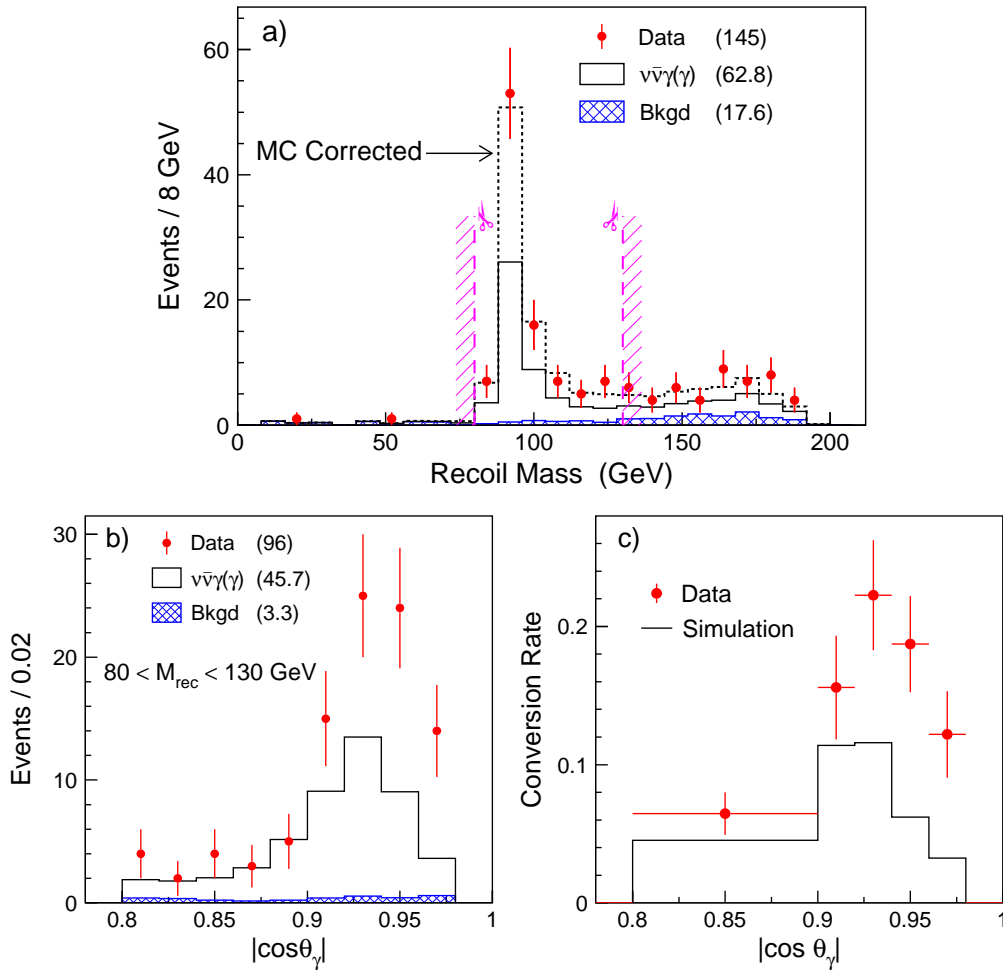 a)
Data (145)
νν̄γ(γ) (62.8)
Bkgd (17.6)
MC Corrected
Events / 8 GeV
60
40
20
0
0 50 100 150 200
Recoil Mass (GeV)
b)
Data (96)
νν̄γ(γ) (45.7)
Bkgd (3.3)
80 < M_rec < 130 GeV
Events / 0.02
30
20
10
0
0.8 0.85 0.9 0.95 1
|cosθ_γ|
c)
Data
Simulation
Conversion Rate
0.2
0.1
0
0.8 0.85 0.9 0.95 1
|cos θ_γ|